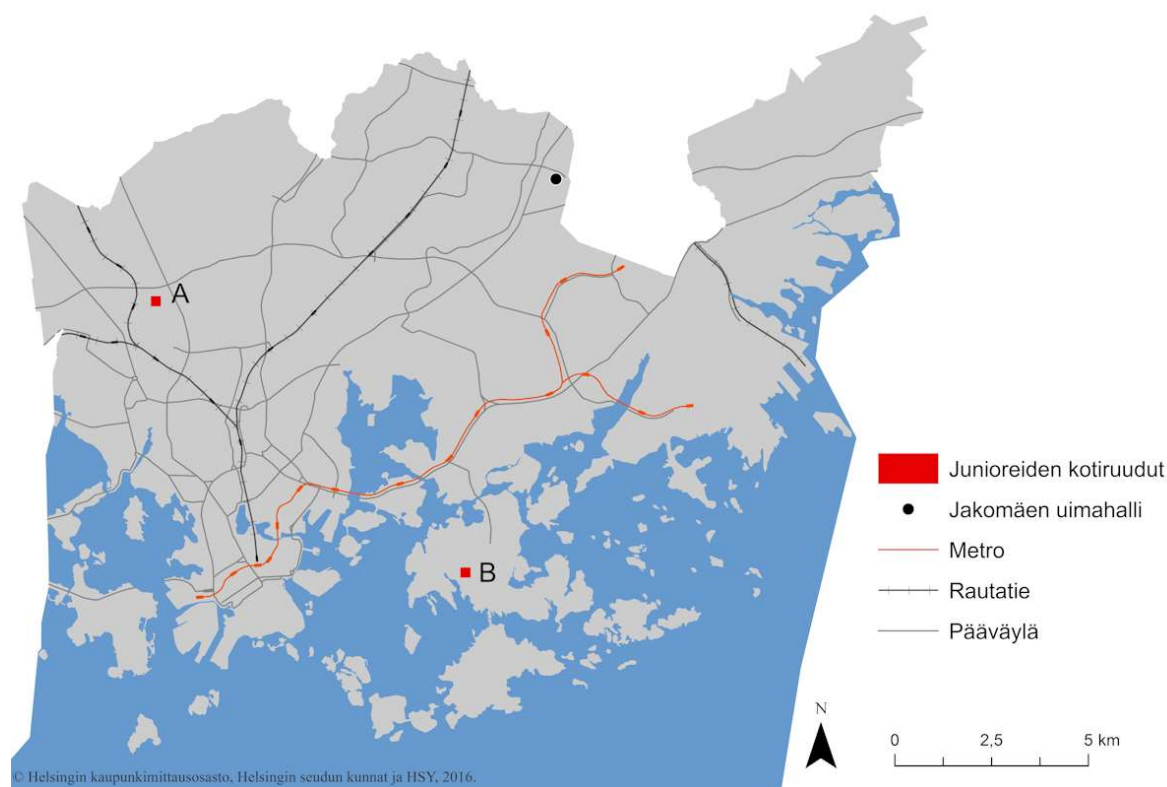 A
B
Junioreiden kotiruudut
Jakomäen uimahalli
Metro
Rautatie
Pääväylä
N
0 2,5 5 km
© Helsingin kaupunkimittausosasto, Helsingin seudun kunnat ja HSY, 2016.